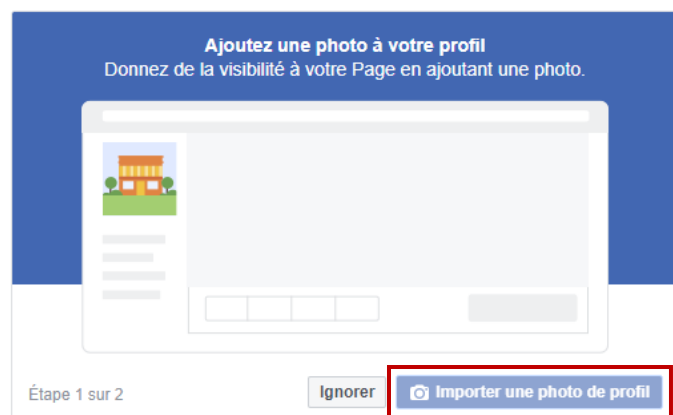 Ajoutez une photo à votre profil
Donnez de la visibilité à votre Page en ajoutant une photo.
Étape 1 sur 2
Ignorer
Importer une photo de profil